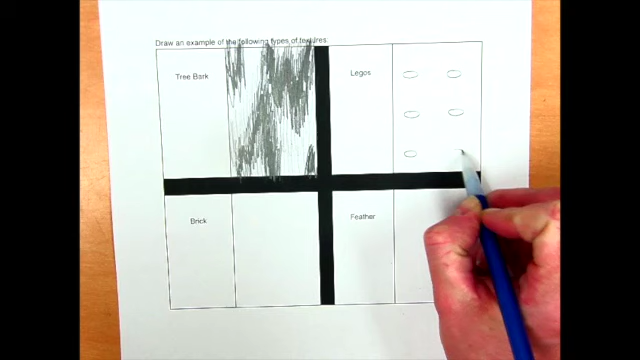 Draw an example of the following types of textures:
Tree Bark
Legos
Brick
Feather